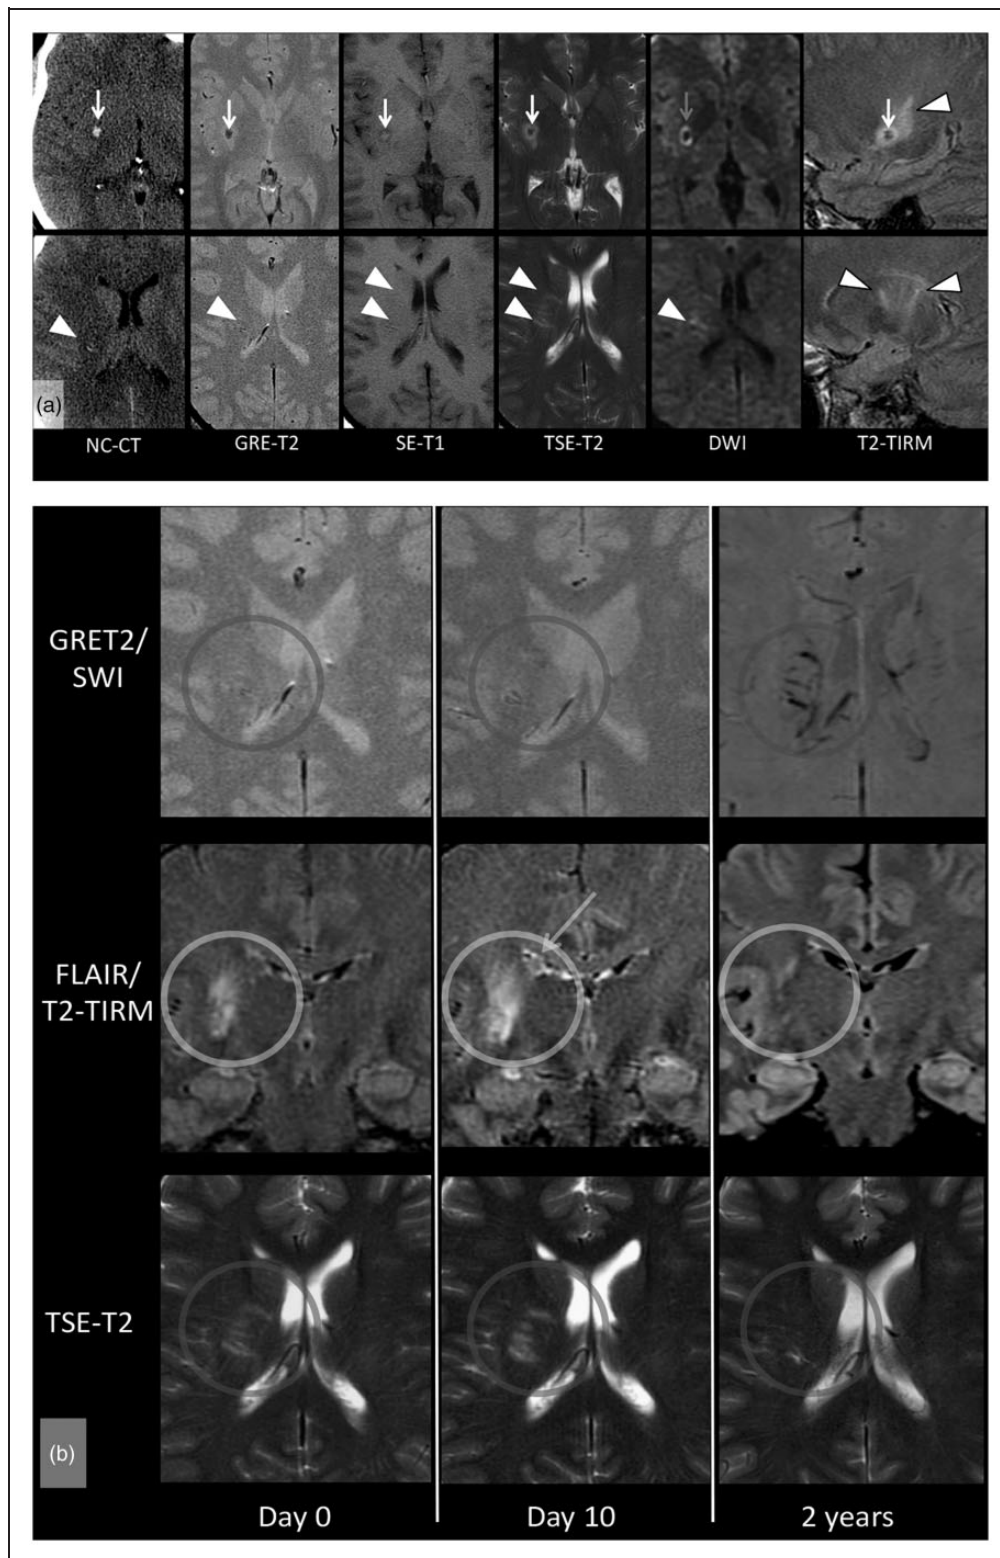 (a)
NC-CT GRE-T2 SE-T1 TSE-T2 DWI T2-TIRM
GRET2/
SWI
FLAIR/
T2-TIRM
TSE-T2
(b)
Day 0 Day 10 2 years